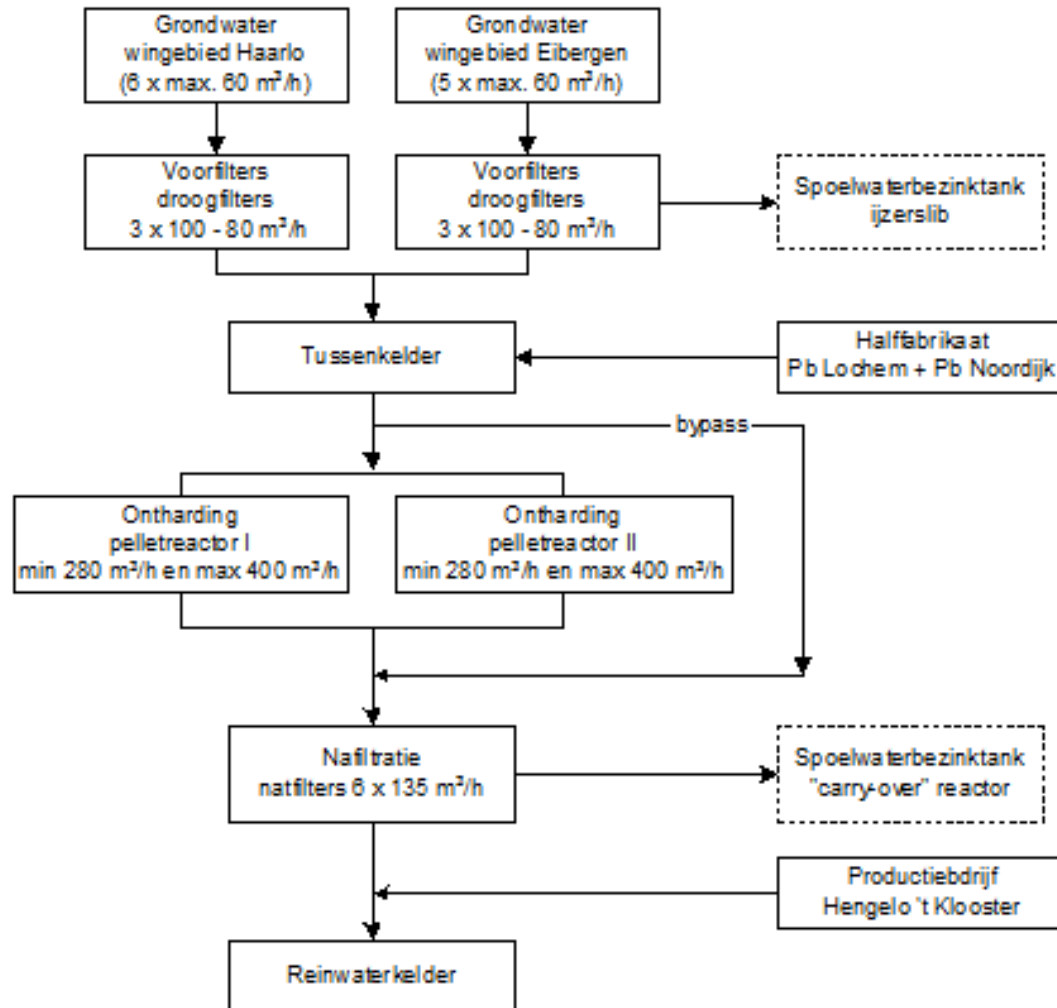 Grondwater
wingebied Haarlo
(6 x max. 60 m³/h)
Grondwater
wingebied Eibergen
(5 x max. 60 m³/h)
Voorfilters
droogfilters
3 x 100 - 80 m³/h
Voorfilters
droogfilters
3 x 100 - 80 m³/h
Spoelwaterbezinktank
ijzerslib
Tussenkelder
Halffabrikaat
Pb Lochem + Pb Noordijk
bypass
Ontharding
pelletreactor I
min 280 m³/h en max 400 m³/h
Ontharding
pelletreactor II
min 280 m³/h en max 400 m³/h
Nafiltratie
natfilters 6 x 135 m³/h
Spoelwaterbezinktank
"carry-over" reactor
Productiebdrijf
Hengelo 't Klooster
Reinwaterkelder